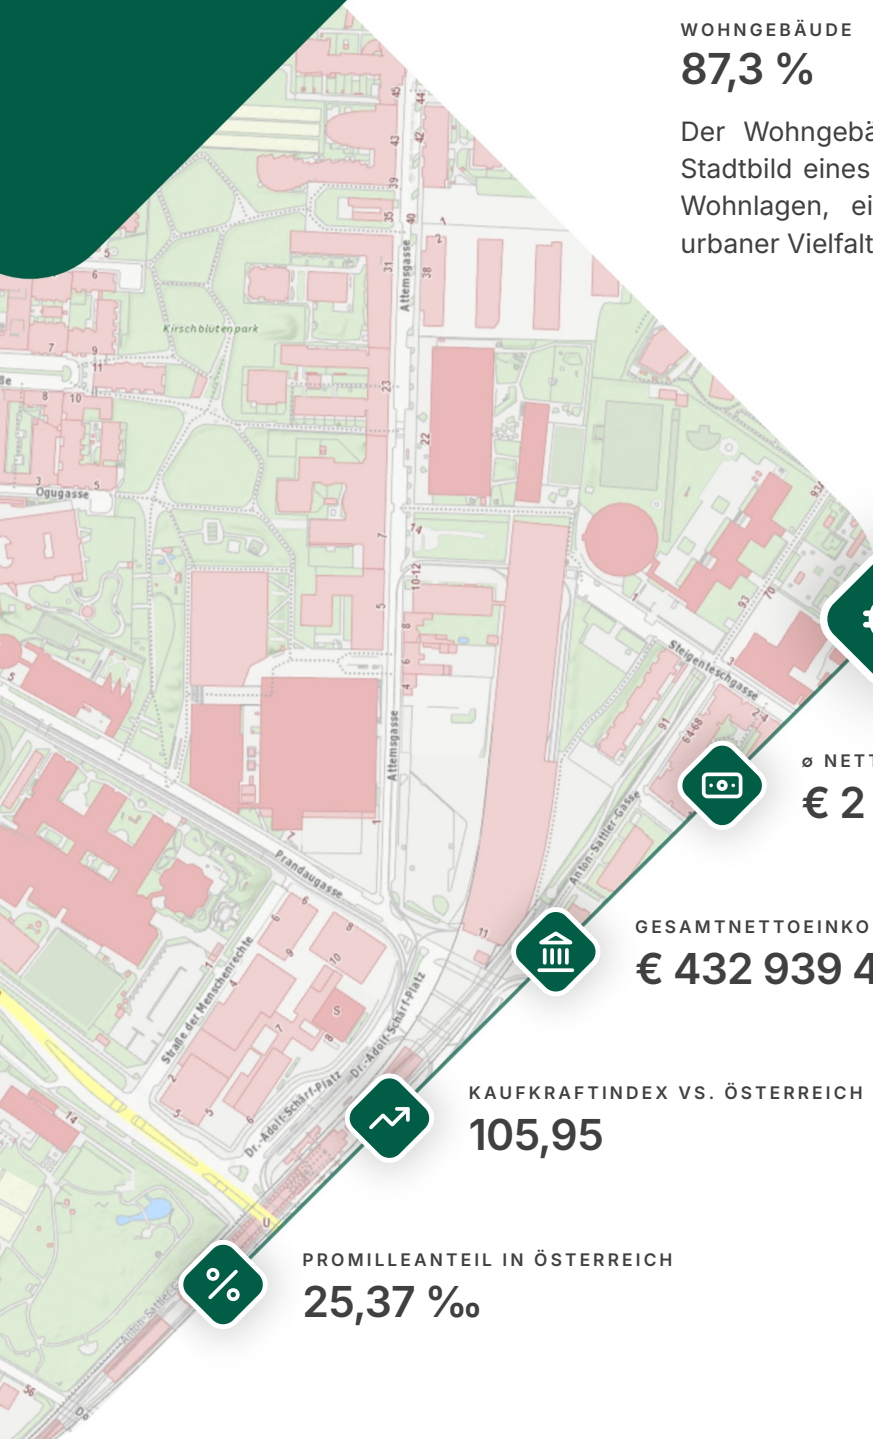 WOHNGEBÄUDE
87,3 %
Der Wohngebä
Stadtbild eines
Wohnlagen, ei
urbaner Vielfalt
Attemsgasse
Kirschblütenpark
Ogugasse
Steigenteschgasse
Attemsgasse
Anton-Sattler-Gasse
Prandaugasse
Straße der Menschenrechte
Dr.-Adolf-Schärf-Platz
Dr.-Adolf-Schärf-Platz
ø NETT
€ 2
GESAMTNETTOEINKO
€ 432 939 4
KAUFKRAFTINDEX VS. ÖSTERREICH
105,95
PROMILLEANTEIL IN ÖSTERREICH
25,37 ‰